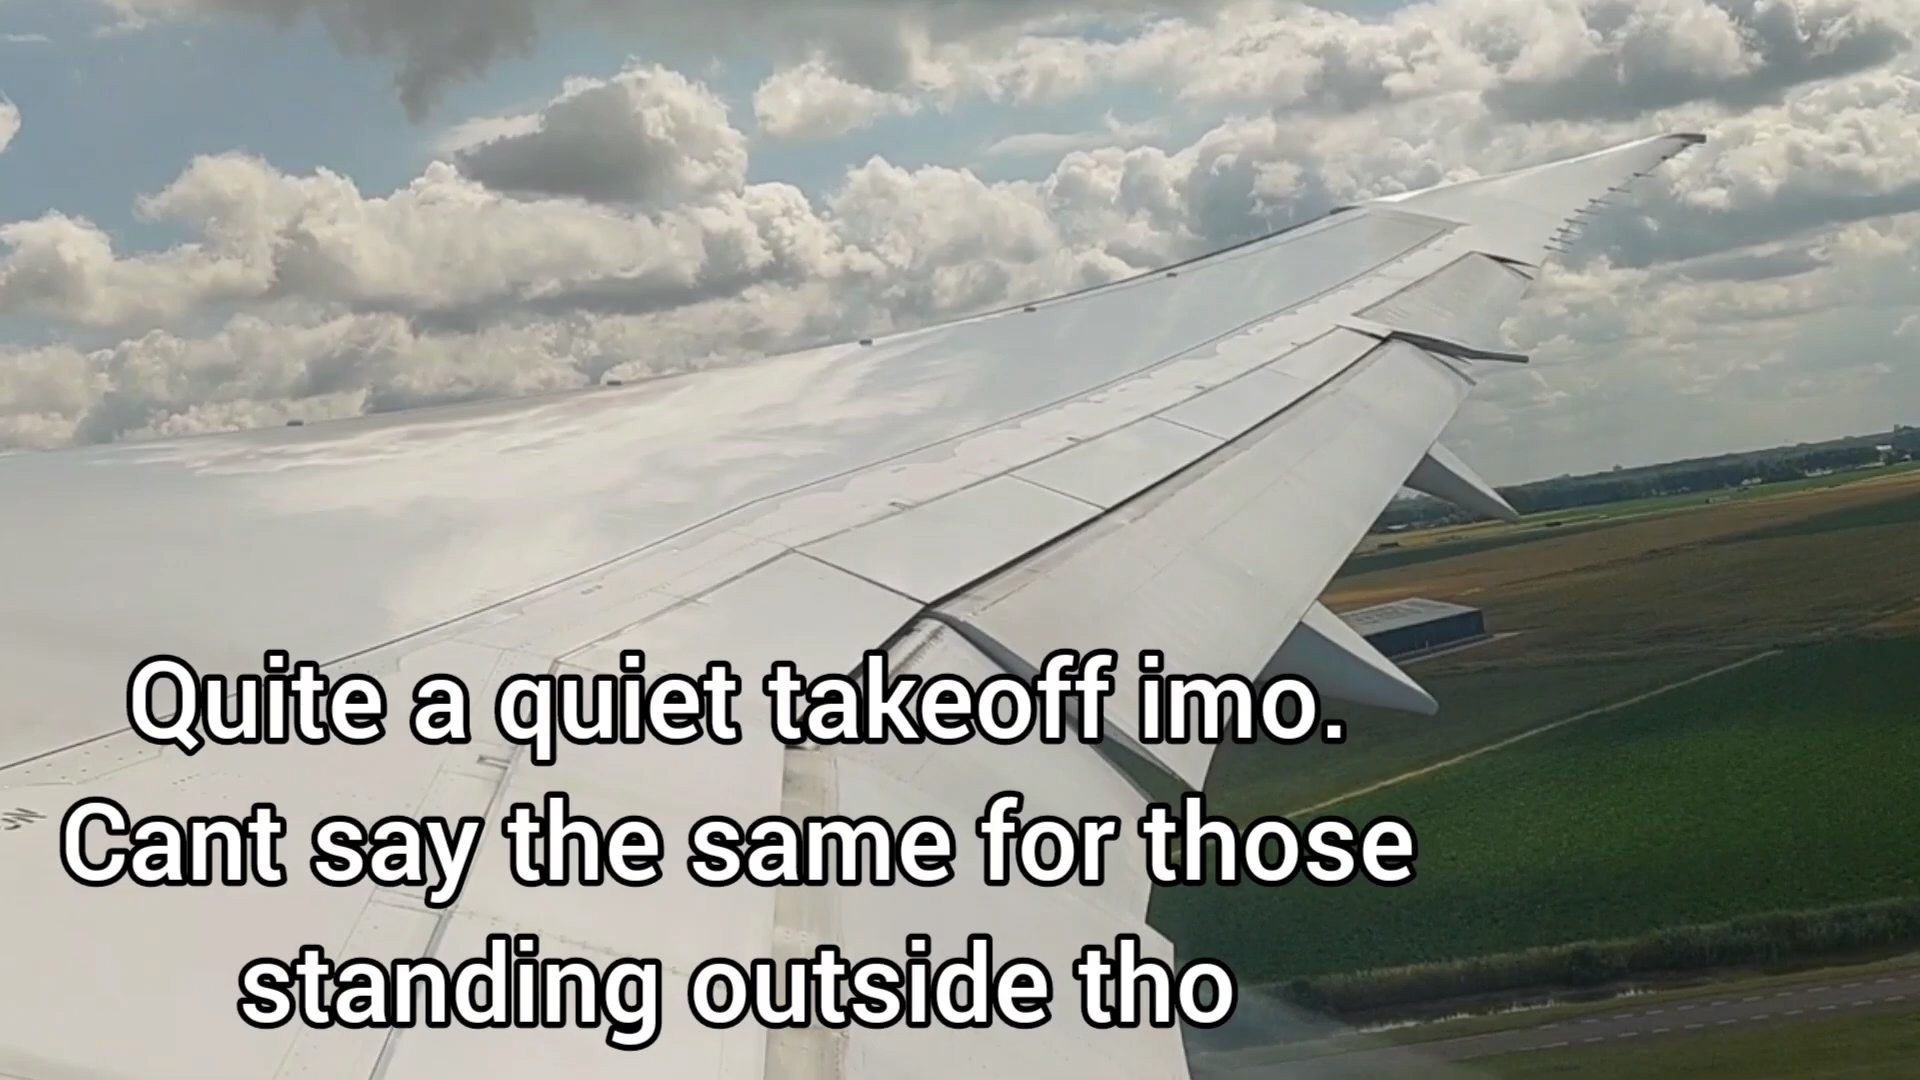 Quite a quiet takeoff imo.
Cant say the same for those
standing outside tho